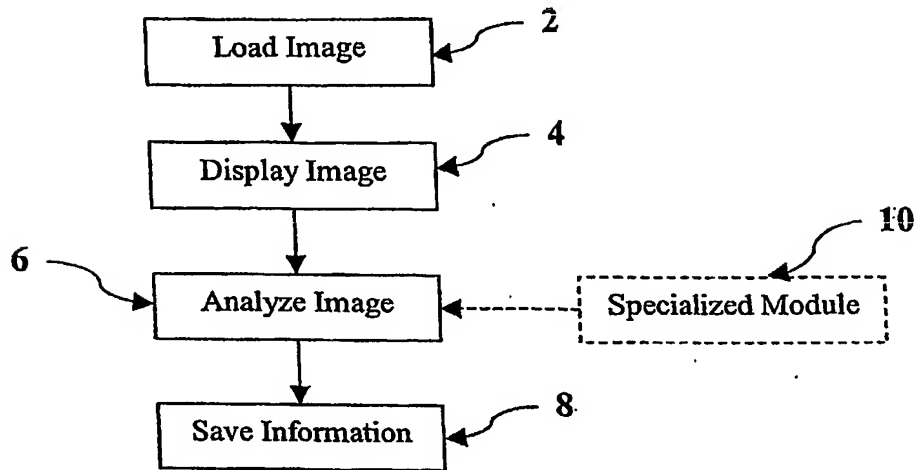 Load Image
2
Display Image
4
6
Analyze Image
Specialized Module
10
Save Information
8